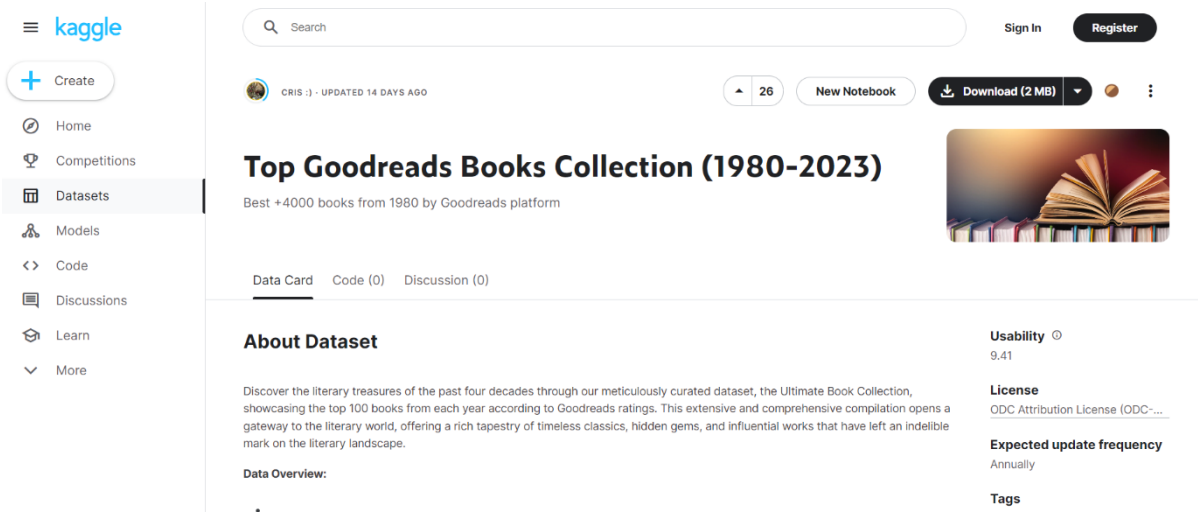 kaggle
Search
Sign In
Register
Create
Home
Competitions
Datasets
Models
Code
Discussions
Learn
More
CRIS :) · UPDATED 14 DAYS AGO
26
New Notebook
Download (2 MB)
Top Goodreads Books Collection (1980-2023)
Best +4000 books from 1980 by Goodreads platform
Data Card
Code (0)
Discussion (0)
About Dataset
Discover the literary treasures of the past four decades through our meticulously curated dataset, the Ultimate Book Collection,
showcasing the top 100 books from each year according to Goodreads ratings. This extensive and comprehensive compilation opens a
gateway to the literary world, offering a rich tapestry of timeless classics, hidden gems, and influential works that have left an indelible
mark on the literary landscape.
Data Overview:
Usability
9.41
License
ODC Attribution License (ODC-...
Expected update frequency
Annually
Tags